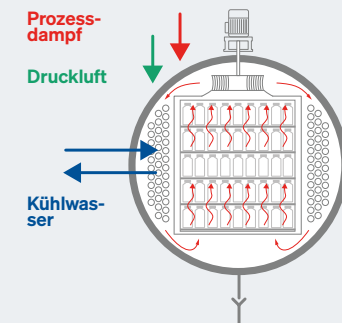 Prozess-
dampf
Druckluft
Kühlwas-
ser